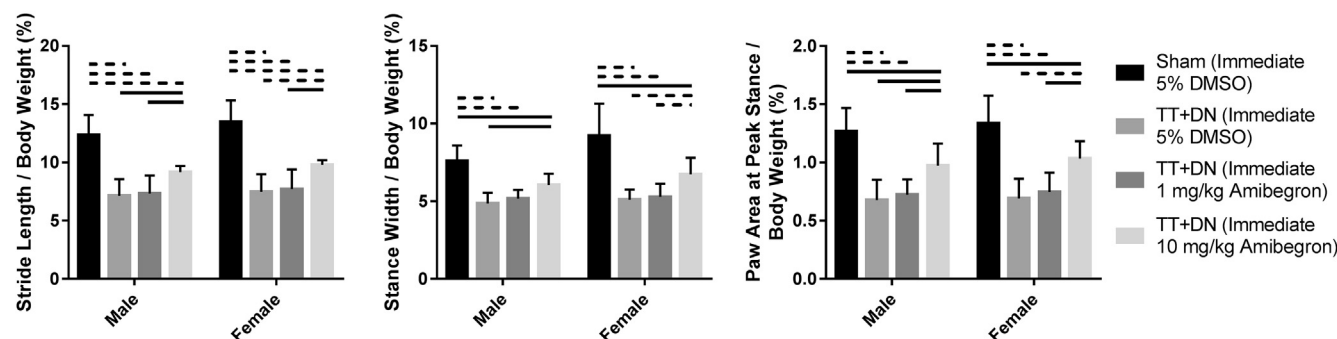 Stride Length / Body Weight (%)
20
15
10
5
0
Male
Female
Stance Width / Body Weight (%)
15
10
5
0
Male
Female
Paw Area at Peak Stance /
Body Weight (%)
2.0
1.5
1.0
0.5
0.0
Male
Female
Sham (Immediate
5% DMSO)
TT+DN (Immediate
5% DMSO)
TT+DN (Immediate
1 mg/kg Amibegron)
TT+DN (Immediate
10 mg/kg Amibegron)